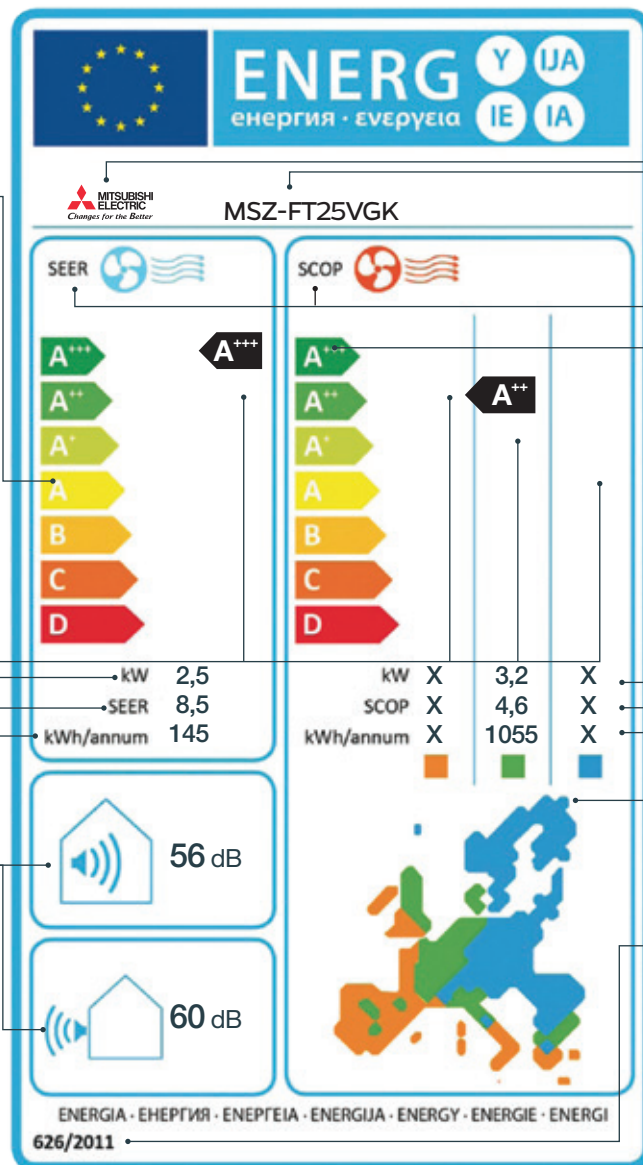 ENERG Y IJA
енергия · ενεργεια IE IA
MITSUBISHI
ELECTRIC
Changes for the Better
MSZ-FT25VGK
SEER
SCOP
A+++ A+++
A++
A+
A
B
C
D
A+++
A++ A++
A+
A
B
C
D
kW 2,5
SEER 8,5
kWh/annum 145
kW X 3,2 X
SCOP X 4,6 X
kWh/annum X 1055 X
56 dB
60 dB
ENERGIA · ЕНЕРГИЯ · ΕΝΕΡΓΕΙΑ · ENERGIJA · ENERGY · ENERGIE · ENERGI
626/2011